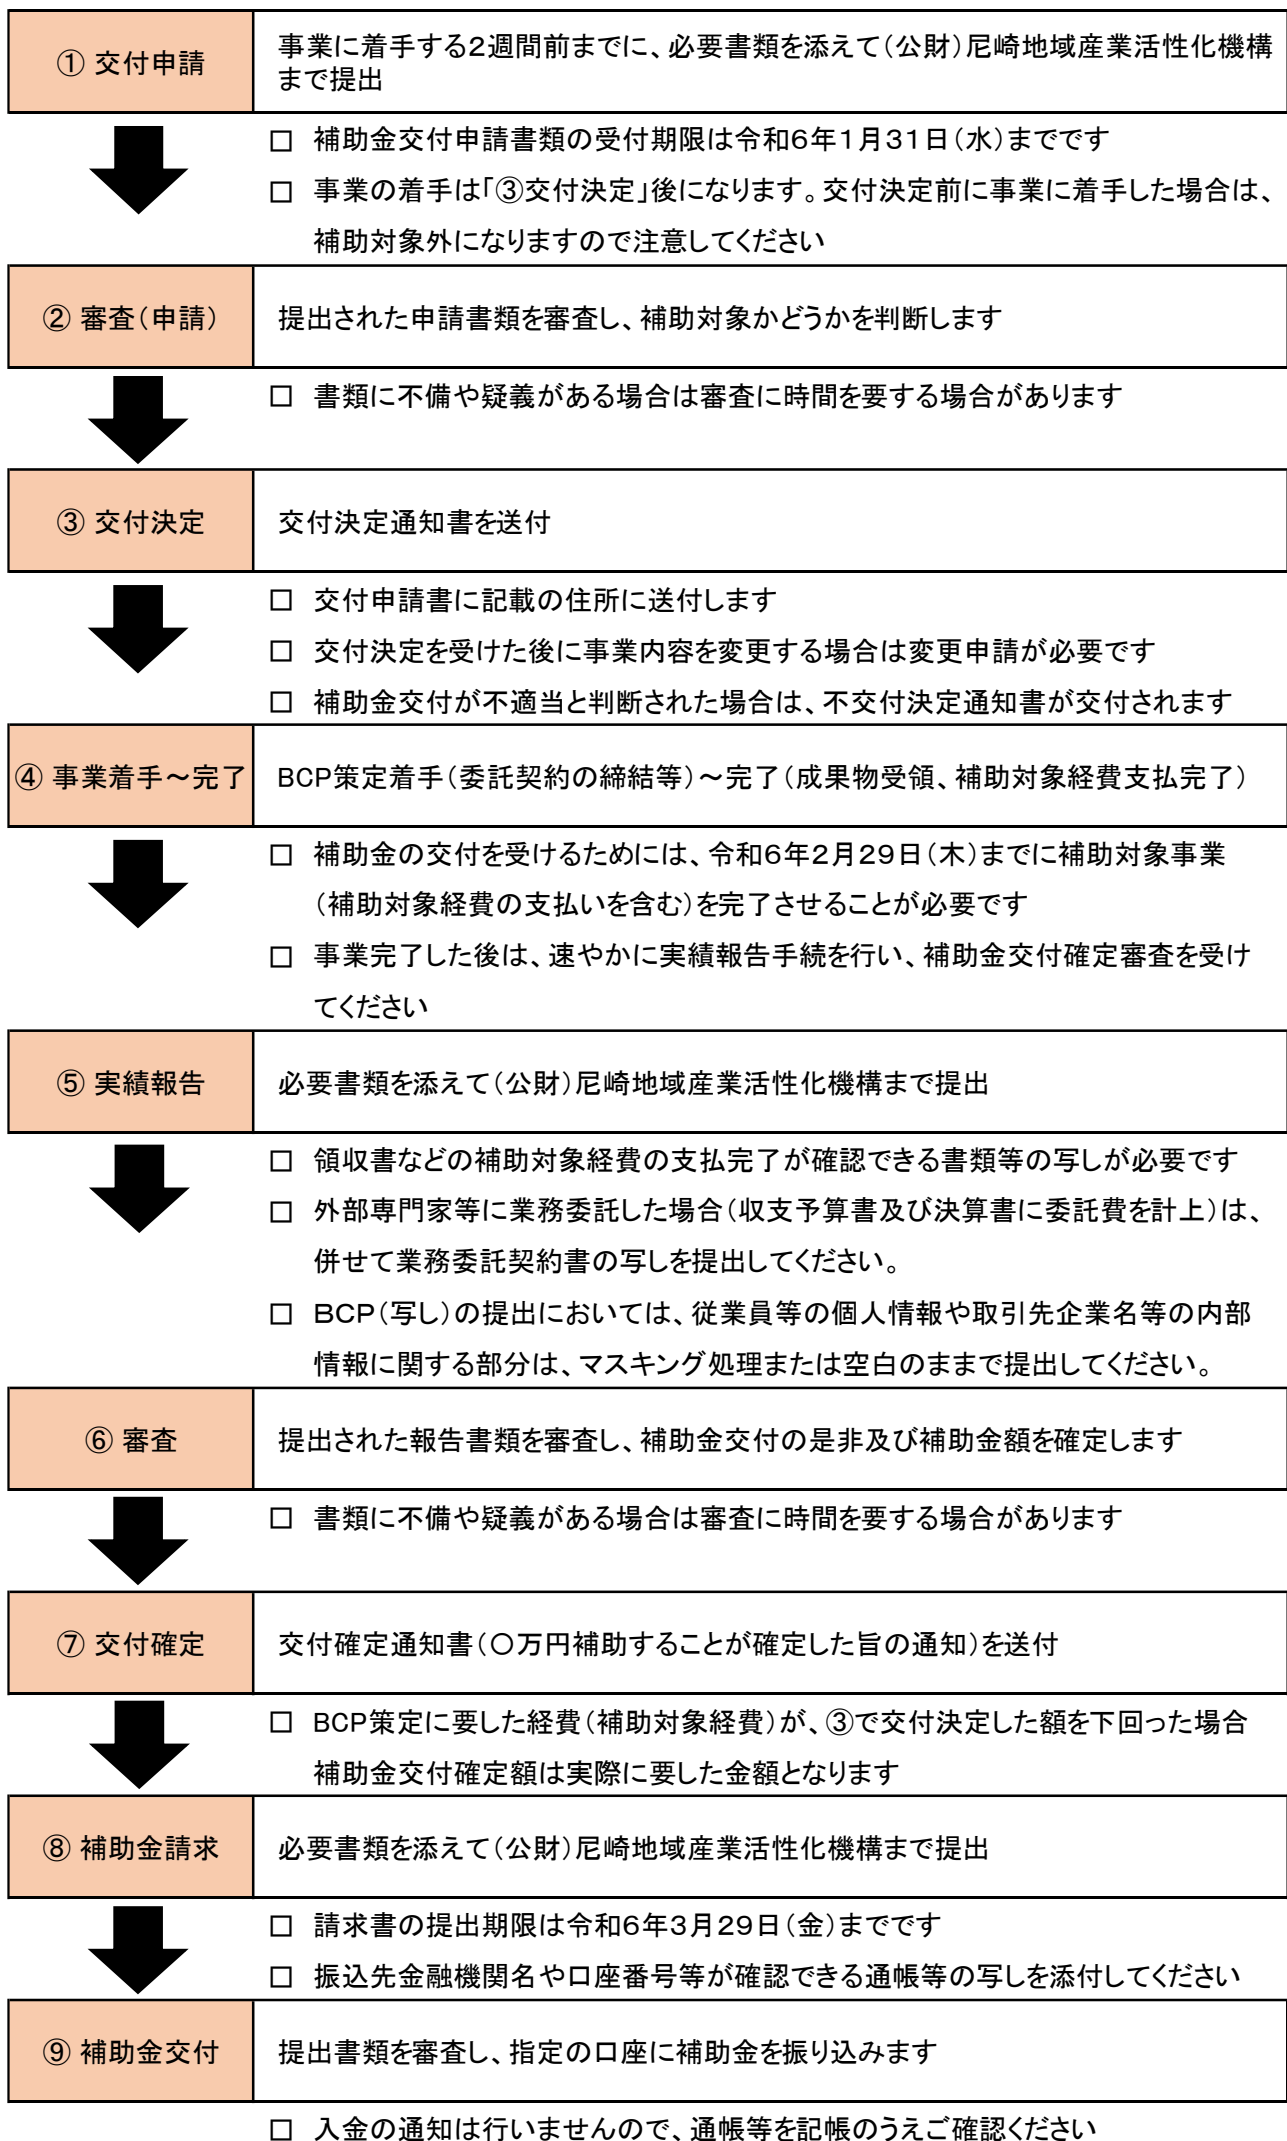 ① 交付申請
事業に着手する2週間前までに、必要書類を添えて（公財）尼崎地域産業活性化機構
まで提出
□ 補助金交付申請書類の受付期限は令和6年1月31日（水）までです
□ 事業の着手は「③交付決定」後になります。交付決定前に事業に着手した場合は、
補助対象外になりますので注意してください
② 審査（申請）
提出された申請書類を審査し、補助対象かどうかを判断します
□ 書類に不備や疑義がある場合は審査に時間を要する場合があります
③ 交付決定
交付決定通知書を送付
□ 交付申請書に記載の住所に送付します
□ 交付決定を受けた後に事業内容を変更する場合は変更申請が必要です
□ 補助金交付が不適当と判断された場合は、不交付決定通知書が交付されます
④ 事業着手～完了
BCP策定着手（委託契約の締結等）～完了（成果物受領、補助対象経費支払完了）
□ 補助金の交付を受けるためには、令和6年2月29日（木）までに補助対象事業
（補助対象経費の支払いを含む）を完了させることが必要です
□ 事業完了した後は、速やかに実績報告手続を行い、補助金交付確定審査を受け
てください
⑤ 実績報告
必要書類を添えて（公財）尼崎地域産業活性化機構まで提出
□ 領収書などの補助対象経費の支払完了が確認できる書類等の写しが必要です
□ 外部専門家等に業務委託した場合（収支予算書及び決算書に委託費を計上）は、
併せて業務委託契約書の写しを提出してください。
□ BCP（写し）の提出においては、従業員等の個人情報や取引先企業名等の内部
情報に関する部分は、マスキング処理または空白のままで提出してください。
⑥ 審査
提出された報告書類を審査し、補助金交付の是非及び補助金額を確定します
□ 書類に不備や疑義がある場合は審査に時間を要する場合があります
⑦ 交付確定
交付確定通知書（〇万円補助することが確定した旨の通知）を送付
□ BCP策定に要した経費（補助対象経費）が、③で交付決定した額を下回った場合
補助金交付確定額は実際に要した金額となります
⑧ 補助金請求
必要書類を添えて（公財）尼崎地域産業活性化機構まで提出
□ 請求書の提出期限は令和6年3月29日（金）までです
□ 振込先金融機関名や口座番号等が確認できる通帳等の写しを添付してください
⑨ 補助金交付
提出書類を審査し、指定の口座に補助金を振り込みます
□ 入金の通知は行いませんので、通帳等を記帳のうえご確認ください